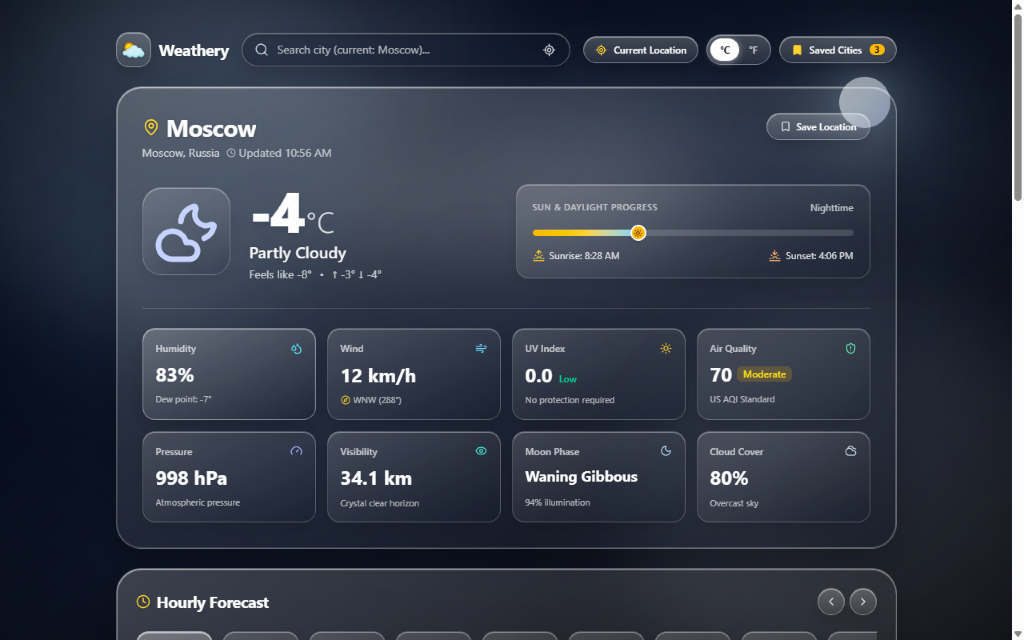 Weathery
Search city (current: Moscow)...
Current Location
°C
°F
Saved Cities
3
Moscow
Moscow, Russia
Updated 10:56 AM
Save Location
-4°C
Partly Cloudy
Feels like -8° • ↑ -3° ↓ -4°
SUN & DAYLIGHT PROGRESS
Nighttime
Sunrise: 8:28 AM
Sunset: 4:06 PM
Humidity
83%
Dew point: -7°
Wind
12 km/h
WNW (288°)
UV Index
0.0 Low
No protection required
Air Quality
70 Moderate
US AQI Standard
Pressure
998 hPa
Atmospheric pressure
Visibility
34.1 km
Crystal clear horizon
Moon Phase
Waning Gibbous
94% illumination
Cloud Cover
80%
Overcast sky
Hourly Forecast